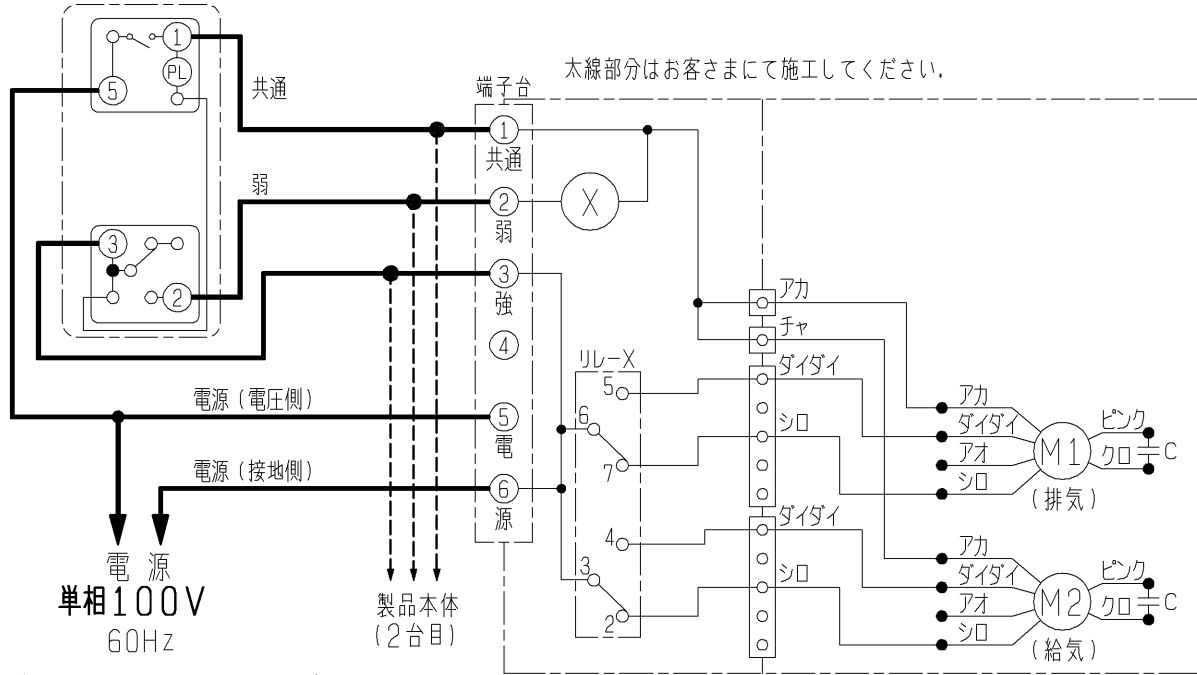 太線部分はお客さまにて施工してください.
1
PL
5
共通
端子台
1
共通
弱
2
弱
X
3
2
3
強
4
リレーX
5
6
7
4
3
2
電源(電圧側)
5
電
電源(接地側)
6
源
電 源
単相100V
60Hz
製品本体
(2台目)
アカ
チャ
ダイダイ
シロ
ダイダイ
シロ
アカ
ダイダイ
アオ
シロ
M1
(排気)
ピンク
クロ
C
アカ
ダイダイ
アオ
シロ
M2
(給気)
ピンク
クロ
C